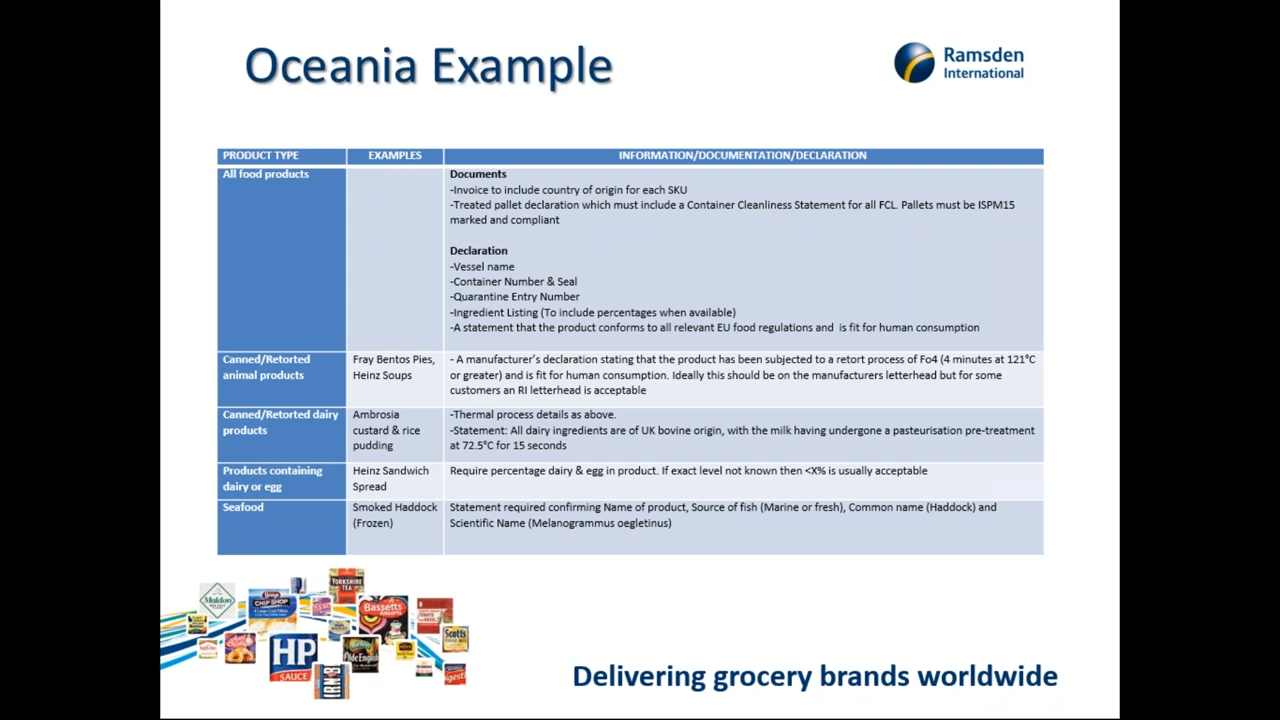 Oceania Example
Ramsden
International
PRODUCT TYPE
EXAMPLES
INFORMATION/DOCUMENTATION/DECLARATION
All food products
Documents
-Invoice to include country of origin for each SKU
-Treated pallet declaration which must include a Container Cleanliness Statement for all FCL. Pallets must be ISPM15
marked and compliant
Declaration
-Vessel name
-Container Number & Seal
-Quarantine Entry Number
-Ingredient Listing (To include percentages when available)
-A statement that the product conforms to all relevant EU food regulations and  is fit for human consumption
Canned/Retorted
animal products
Fray Bentos Pies,
Heinz Soups
- A manufacturer's declaration stating that the product has been subjected to a retort process of Fo4 (4 minutes at 121°C
or greater) and is fit for human consumption. Ideally this should be on the manufacturers letterhead but for some
customers an RI letterhead is acceptable
Canned/Retorted dairy
products
Ambrosia
custard & rice
pudding
-Thermal process details as above.
-Statement: All dairy ingredients are of UK bovine origin, with the milk having undergone a pasteurisation pre-treatment
at 72.5°C for 15 seconds
Products containing
dairy or egg
Heinz Sandwich
Spread
Require percentage dairy & egg in product. If exact level not known then <X% is usually acceptable
Seafood
Smoked Haddock
(Frozen)
Statement required confirming Name of product, Source of fish (Marine or fresh), Common name (Haddock) and
Scientific Name (Melanogrammus oegletinus)
YORKSHIRE
TEA
Maldon
CHIP SHOP
Bassetts
Scott's
HP
SAUCE
Olde English
IRN-B
Delivering grocery brands worldwide